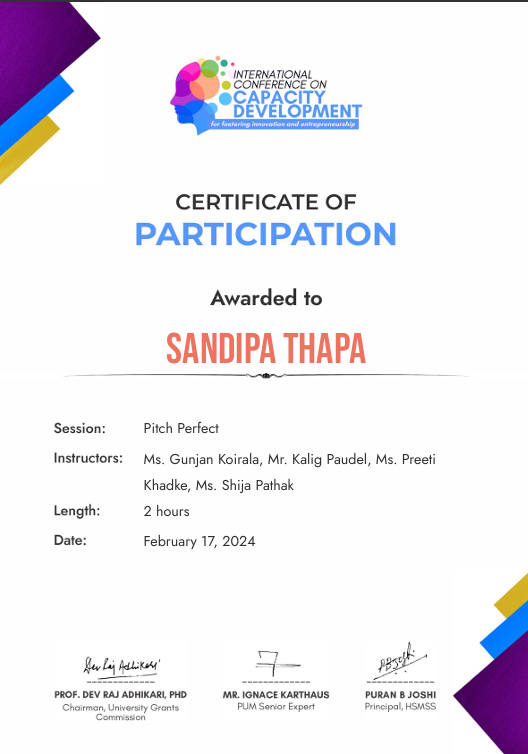 INTERNATIONAL
CONFERENCE ON
CAPACITY
DEVELOPMENT
for fostering innovation and entrepreneurship
CERTIFICATE OF
PARTICIPATION
Awarded to
SANDIPA THAPA
Session: Pitch Perfect
Instructors: Ms. Gunjan Koirala, Mr. Kalig Paudel, Ms. Preeti
Khadke, Ms. Shija Pathak
Length: 2 hours
Date: February 17, 2024
Dev Raj Adhikari
PROF. DEV RAJ ADHIKARI, PHD
Chairman, University Grants
Commission
MR. IGNACE KARTHAUS
PUM Senior Expert
PBJoshi
PURAN B JOSHI
Principal, HSMSS